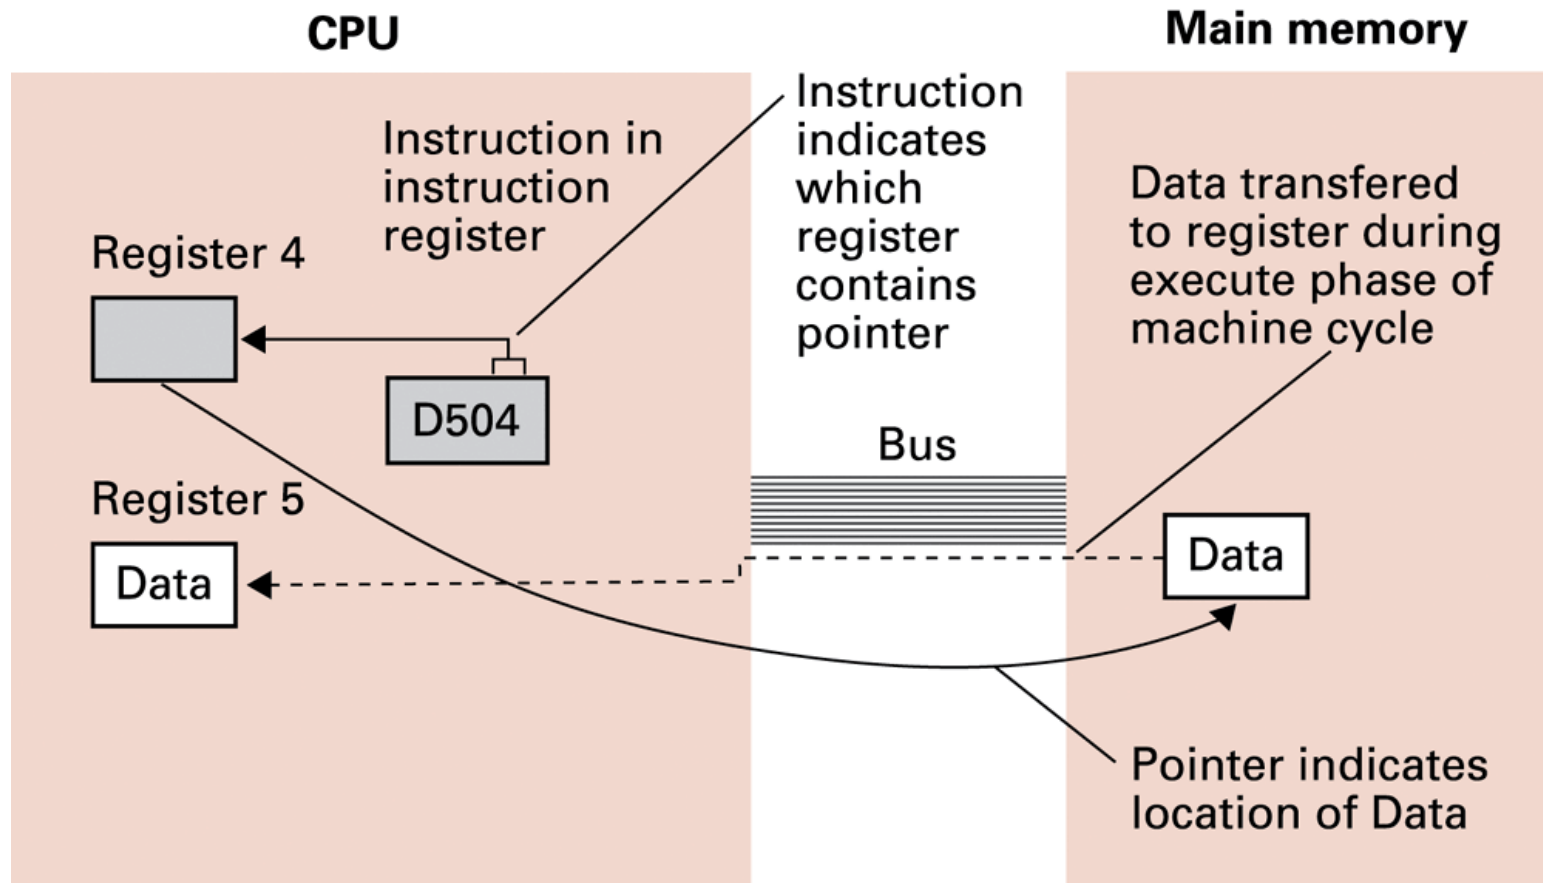 CPU
Main memory
Instruction in
instruction
register
Instruction
indicates
which
register
contains
pointer
Data transfered
to register during
execute phase of
machine cycle
Register 4
D504
Bus
Register 5
Data
Data
Pointer indicates
location of Data